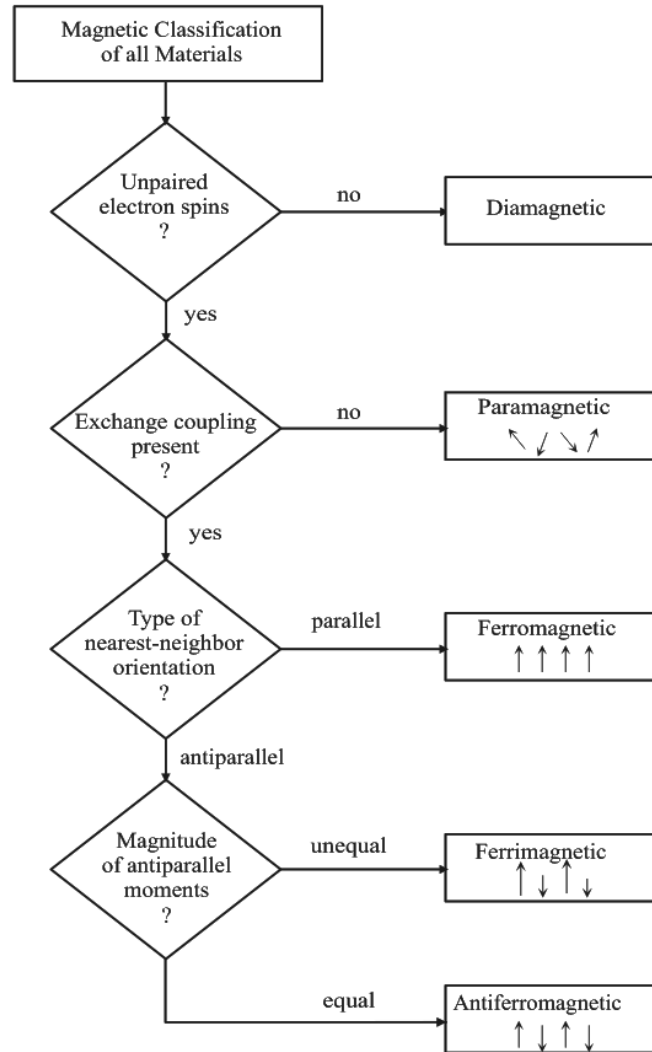 Magnetic Classification
of all Materials
Unpaired
electron spins
?
no
Diamagnetic
yes
Exchange coupling
present
?
no
Paramagnetic
yes
Type of
nearest-neighbor
orientation
?
parallel
Ferromagnetic
antiparallel
Magnitude
of antiparallel
moments
?
unequal
Ferrimagnetic
equal
Antiferromagnetic